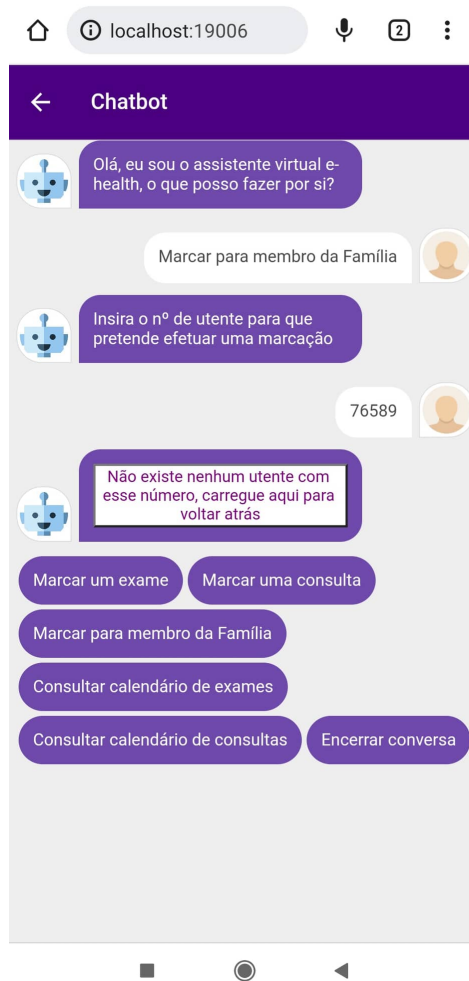 localhost:19006
2
Chatbot
Olá, eu sou o assistente virtual e-
health, o que posso fazer por si?
Marcar para membro da Família
Insira o nº de utente para que
pretende efetuar uma marcação
76589
Não existe nenhum utente com
esse número, carregue aqui para
voltar atrás
Marcar um exame
Marcar uma consulta
Marcar para membro da Família
Consultar calendário de exames
Consultar calendário de consultas
Encerrar conversa